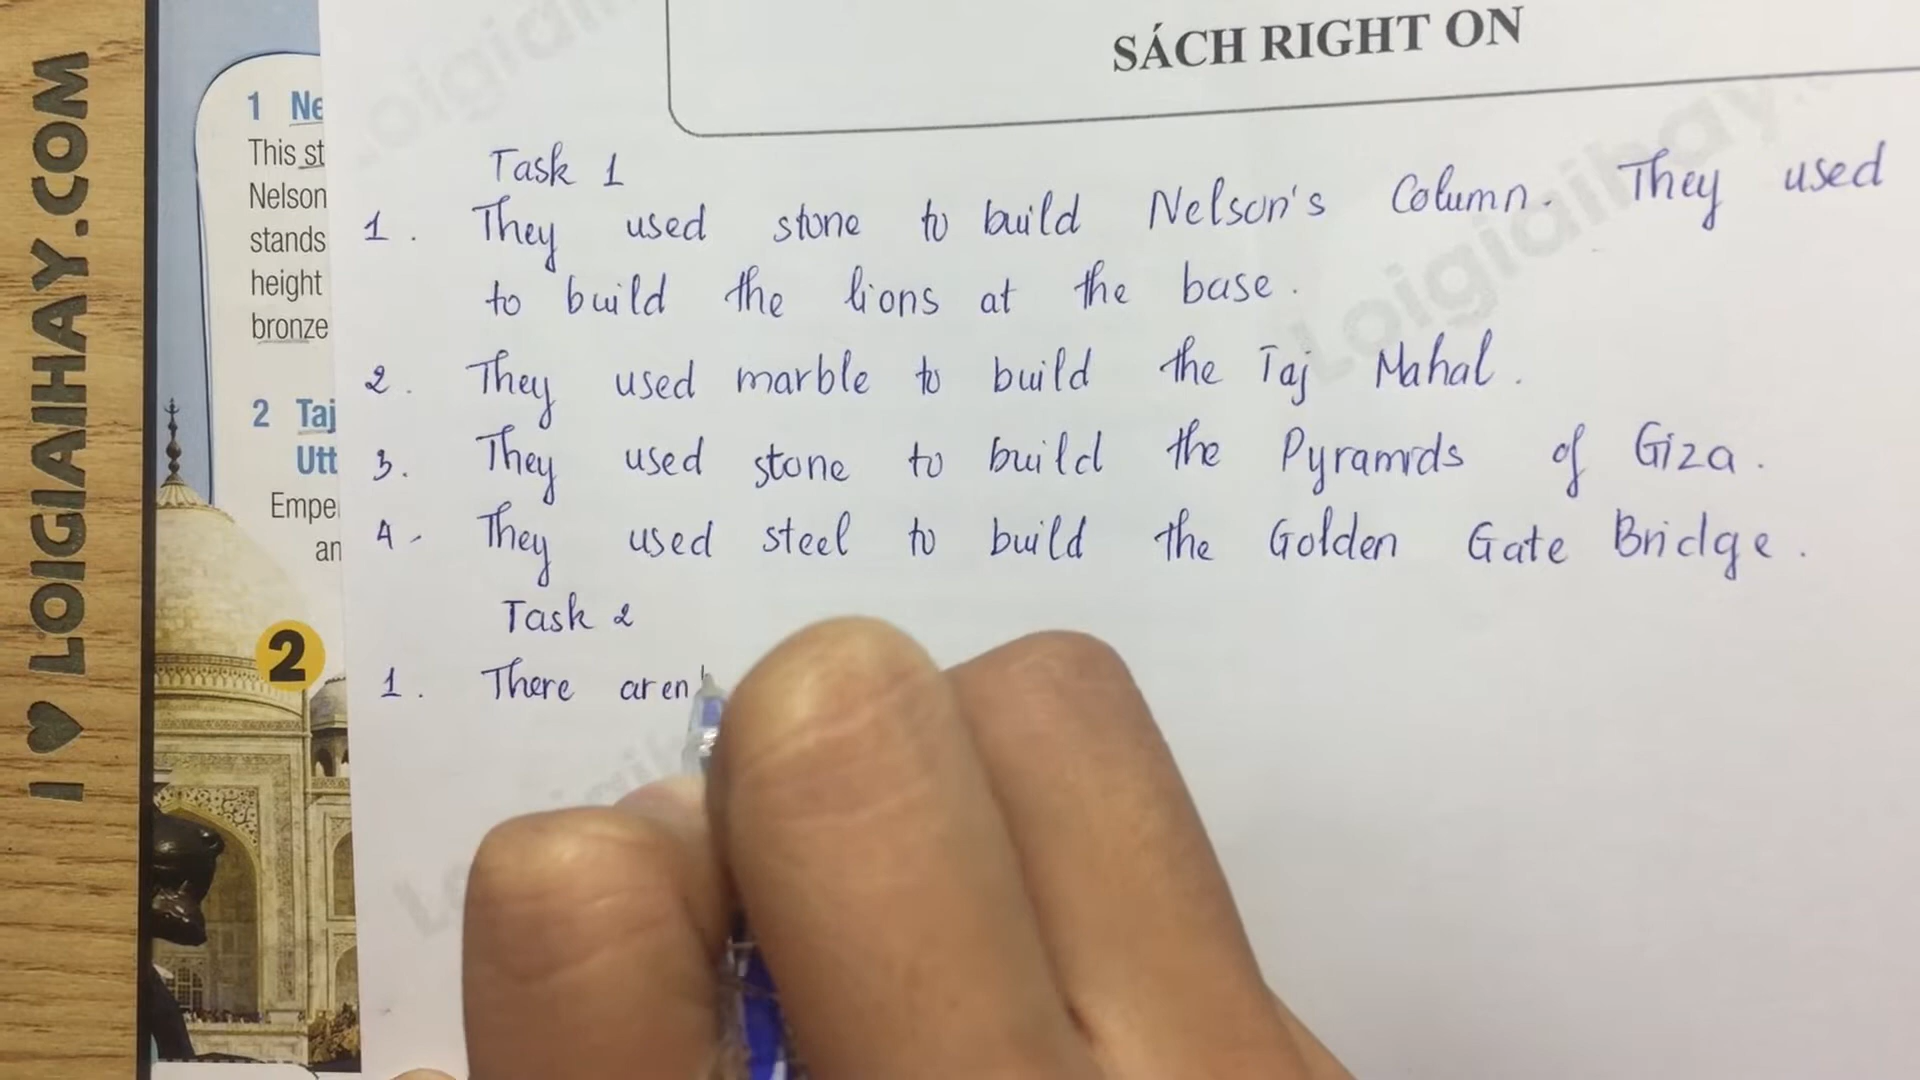 I ♥ LOIGIAIHAY.COM
SÁCH RIGHT ON
1 Ne
This st
Nelson
stands
height
bronze
2 Taj
Utt
Empe
an
2
Task 1
1. They used stone to build Nelson's Column. They used
to build the lions at the base.
2. They used marble to build the Taj Mahal.
3. They used stone to build the Pyramids of Giza.
4. They used steel to build the Golden Gate Bridge.
Task 2
1. There aren'
Loigiaihay